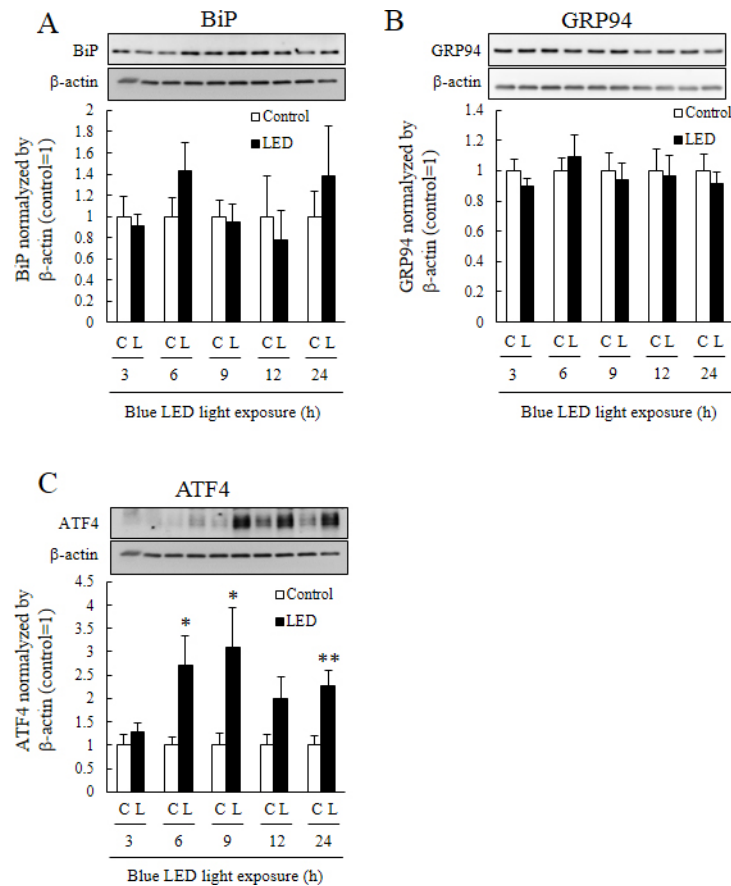 A
BiP
BiP
β-actin
2
1.8
1.6
1.4
1.2
1
0.8
0.6
0.4
0.2
0
BiP normalyzed by
β-actin (control=1)
Control
LED
C L C L C L C L C L
3 6 9 12 24
Blue LED light exposure (h)
B
GRP94
GRP94
β-actin
1.4
1.2
1
0.8
0.6
0.4
0.2
0
GRP94 normalyzed by
β-actin (control=1)
Control
LED
C L C L C L C L C L
3 6 9 12 24
Blue LED light exposure (h)
C
ATF4
ATF4
β-actin
4.5
4
3.5
3
2.5
2
1.5
1
0.5
0
ATF4 normalyzed by
β-actin (control=1)
Control
LED
* * **
C L C L C L C L C L
3 6 9 12 24
Blue LED light exposure (h)